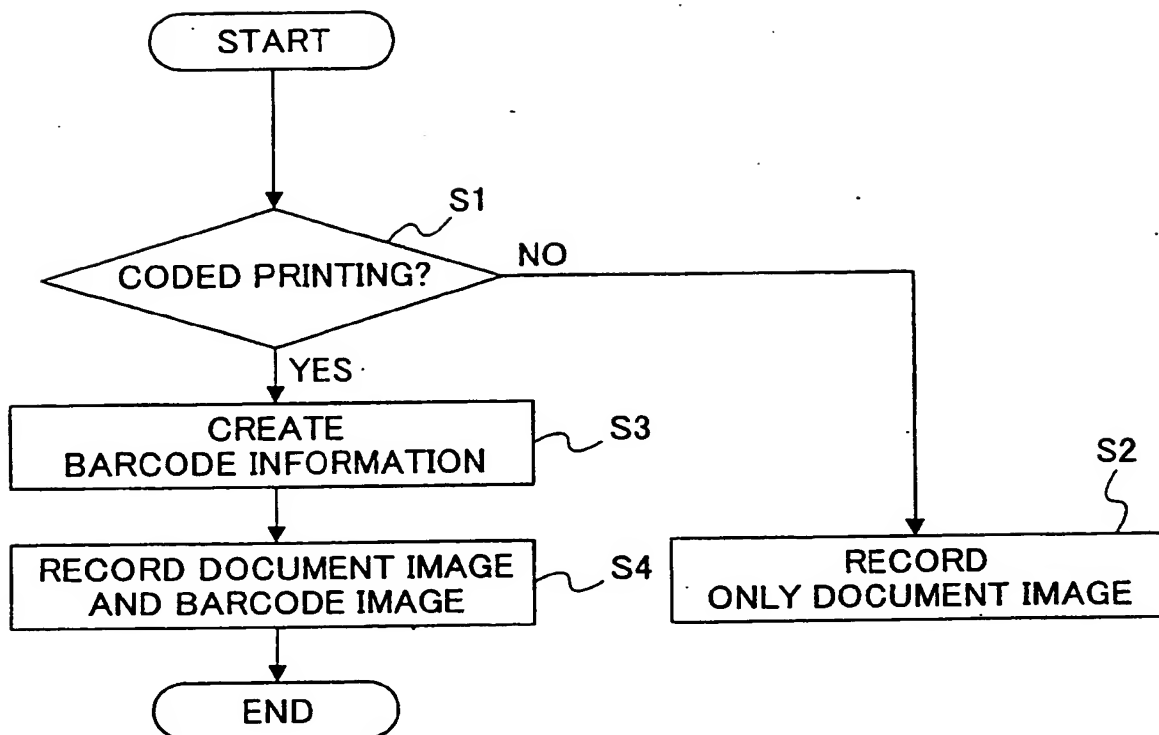 START
S1
CODED PRINTING?
NO
YES
CREATE
BARCODE INFORMATION
S3
S2
RECORD DOCUMENT IMAGE
AND BARCODE IMAGE
S4
RECORD
ONLY DOCUMENT IMAGE
END